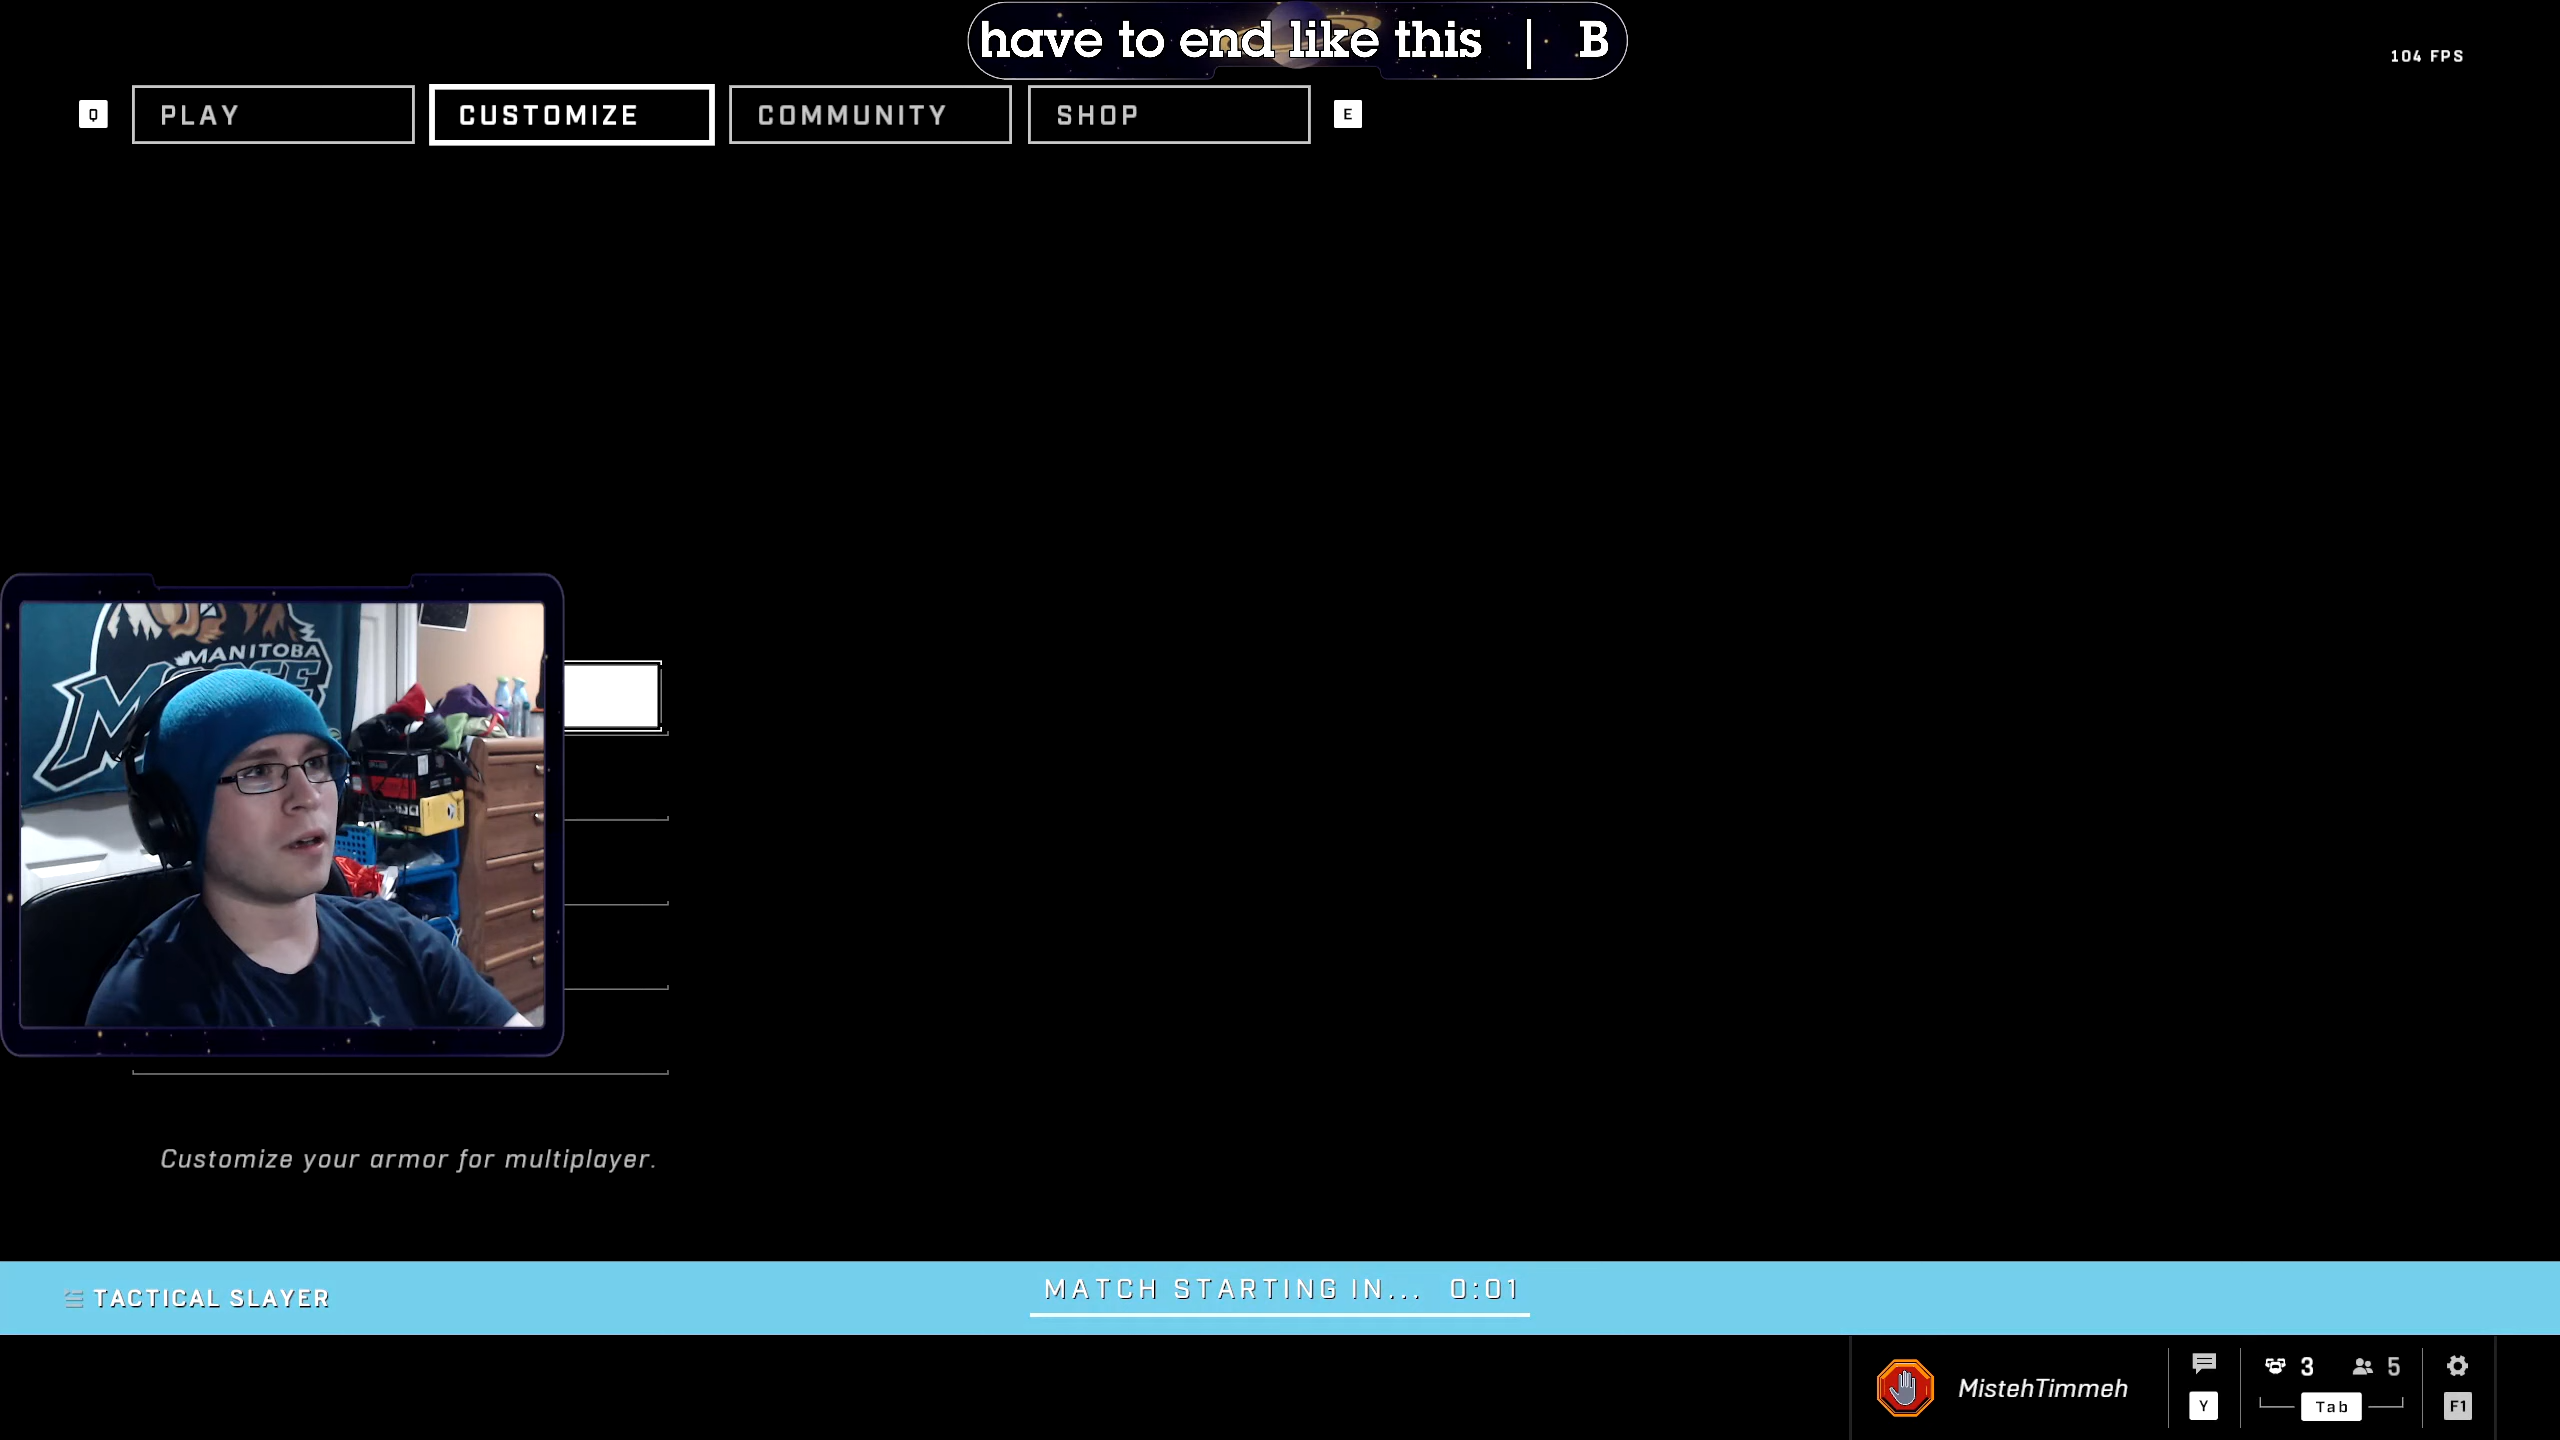 have to end like this | B
104 FPS
Q PLAY CUSTOMIZE COMMUNITY SHOP E
MANITOBA
Customize your armor for multiplayer.
TACTICAL SLAYER
MATCH STARTING IN... 0:01
MistehTimmeh
3 5
Y Tab F1